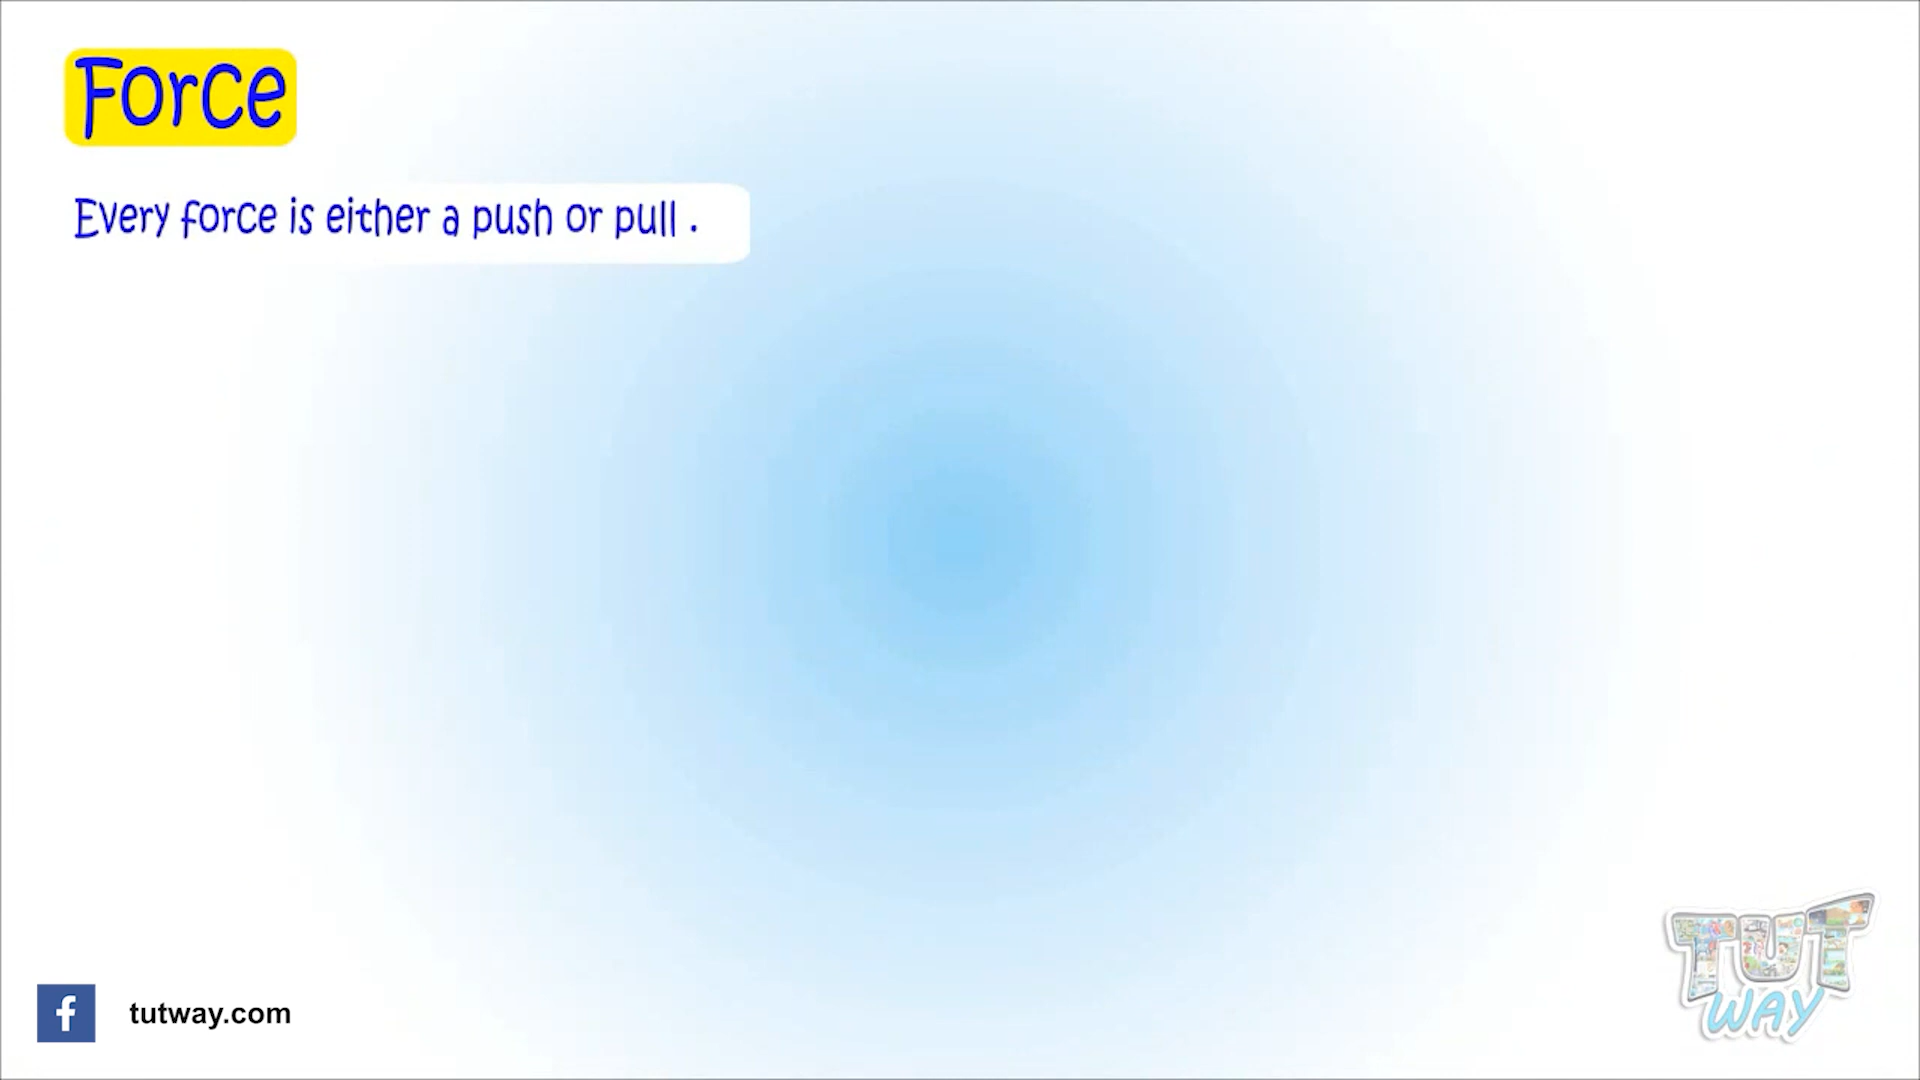 Force
Every force is either a push or pull .
f tutway.com
TUT
WAY